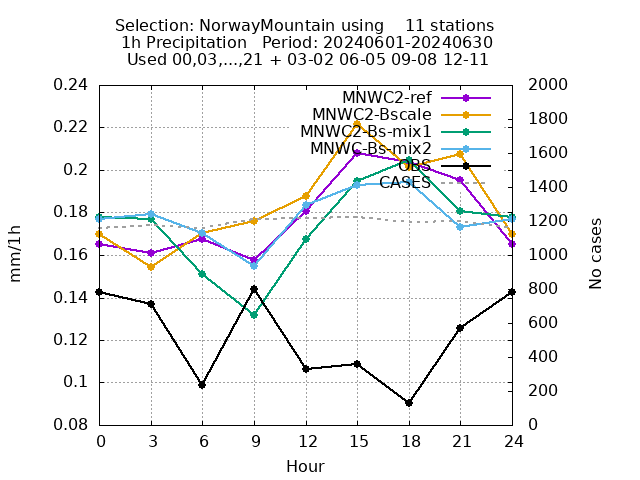 Selection: NorwayMountain using 11 stations
1h Precipitation Period: 20240601-20240630
Used 00,03,...,21 + 03-02 06-05 09-08 12-11
0.24
0.22
0.2
0.18
0.16
0.14
0.12
0.1
0.08
mm/1h
2000
1800
1600
1400
1200
1000
800
600
400
200
0
No cases
MNWC2-ref
MNWC2-Bscale
MNWC2-Bs-mix1
MNWC-Bs-mix2
OBS
CASES
0 3 6 9 12 15 18 21 24
Hour